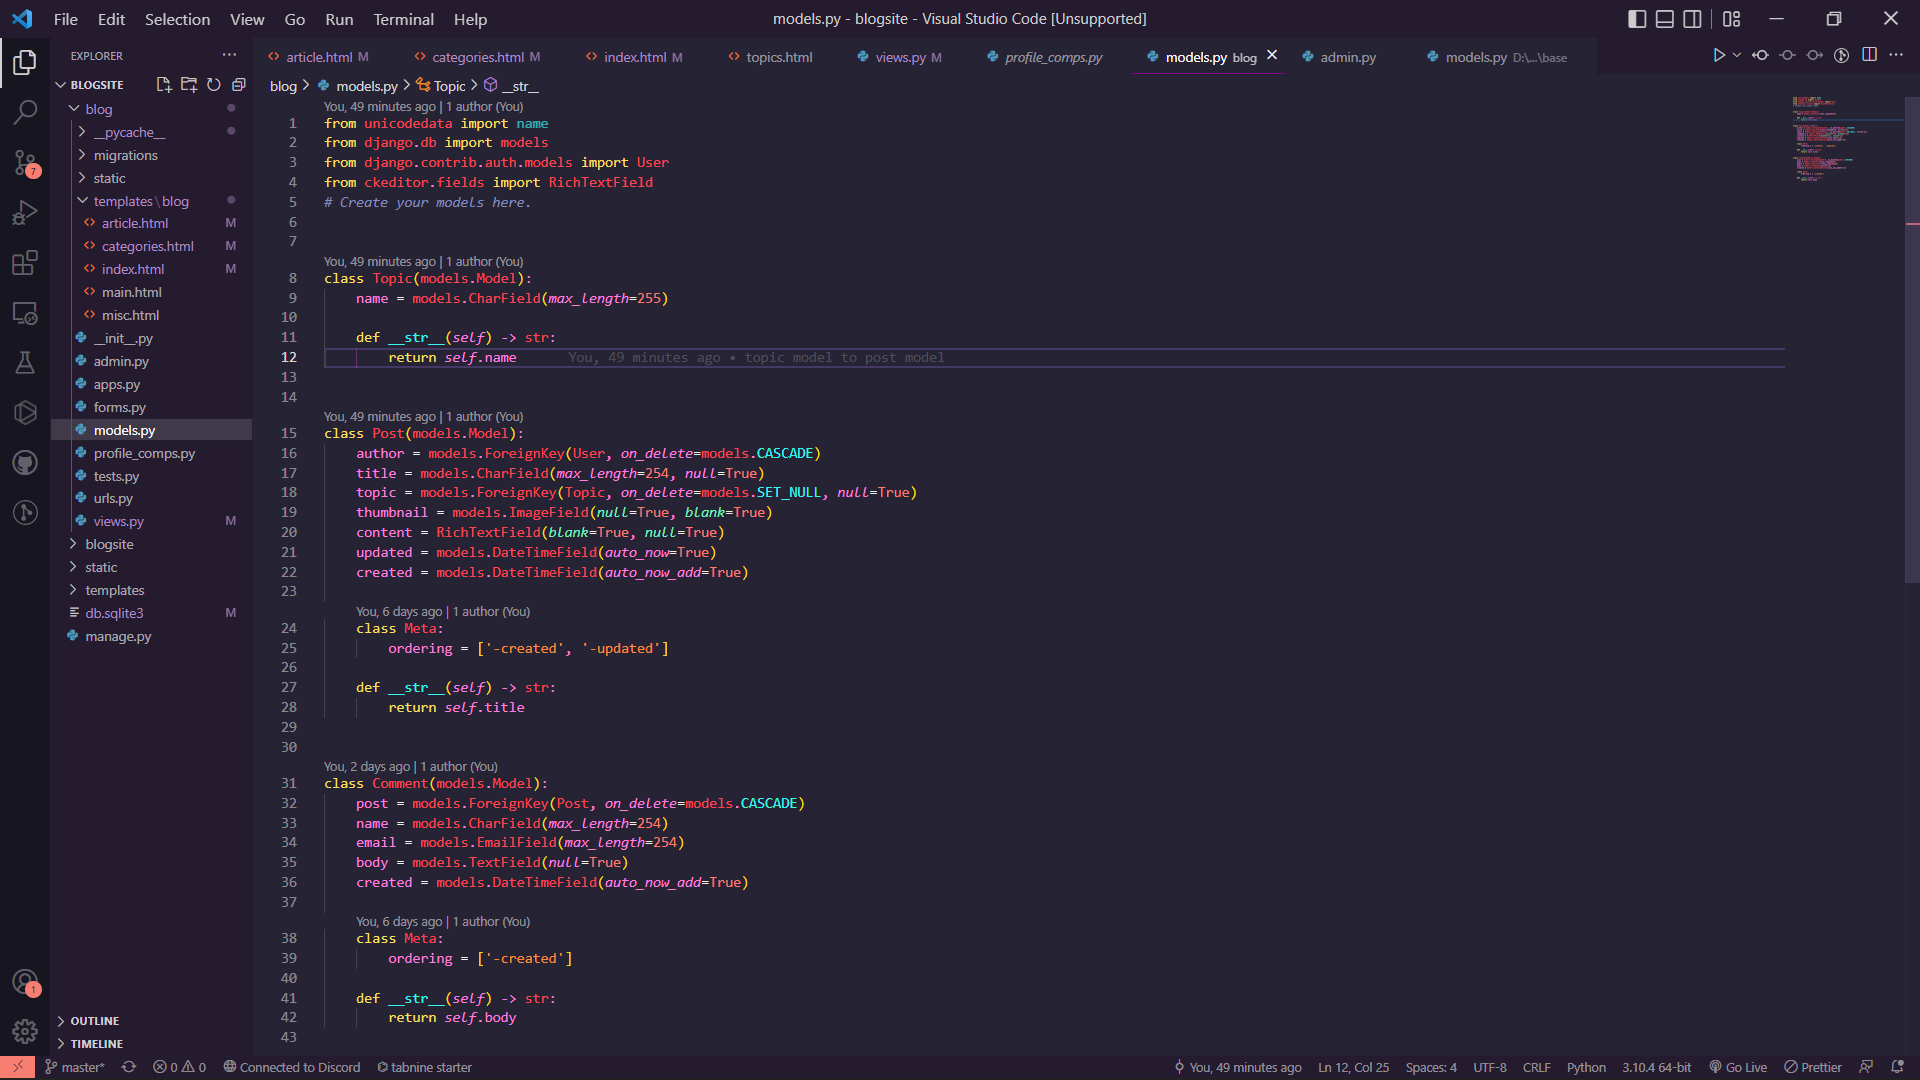 File Edit Selection View Go Run Terminal Help
models.py - blogsite - Visual Studio Code [Unsupported]
EXPLORER
article.html M
categories.html M
index.html M
topics.html
views.py M
profile_comps.py
models.py blog
admin.py
models.py D:\...\base
BLOGSITE
blog
__pycache__
migrations
static
templates\blog
article.html M
categories.html M
index.html M
main.html
misc.html
__init__.py
admin.py
apps.py
forms.py
models.py
profile_comps.py
tests.py
urls.py
views.py M
blogsite
static
templates
db.sqlite3 M
manage.py
OUTLINE
TIMELINE
7
1
blog > models.py > Topic > __str__
You, 49 minutes ago | 1 author (You)
1 from unicodedata import name
2 from django.db import models
3 from django.contrib.auth.models import User
4 from ckeditor.fields import RichTextField
5 # Create your models here.
6
7
You, 49 minutes ago | 1 author (You)
8 class Topic(models.Model):
9 name = models.CharField(max_length=255)
10
11 def __str__(self) -> str:
12 return self.name You, 49 minutes ago • topic model to post model
13
14
You, 49 minutes ago | 1 author (You)
15 class Post(models.Model):
16 author = models.ForeignKey(User, on_delete=models.CASCADE)
17 title = models.CharField(max_length=254, null=True)
18 topic = models.ForeignKey(Topic, on_delete=models.SET_NULL, null=True)
19 thumbnail = models.ImageField(null=True, blank=True)
20 content = RichTextField(blank=True, null=True)
21 updated = models.DateTimeField(auto_now=True)
22 created = models.DateTimeField(auto_now_add=True)
23
You, 6 days ago | 1 author (You)
24 class Meta:
25 ordering = ['-created', '-updated']
26
27 def __str__(self) -> str:
28 return self.title
29
30
You, 2 days ago | 1 author (You)
31 class Comment(models.Model):
32 post = models.ForeignKey(Post, on_delete=models.CASCADE)
33 name = models.CharField(max_length=254)
34 email = models.EmailField(max_length=254)
35 body = models.TextField(null=True)
36 created = models.DateTimeField(auto_now_add=True)
37
You, 6 days ago | 1 author (You)
38 class Meta:
39 ordering = ['-created']
40
41 def __str__(self) -> str:
42 return self.body
43
master* 0 0 Connected to Discord tabnine starter
You, 49 minutes ago Ln 12, Col 25 Spaces: 4 UTF-8 CRLF Python 3.10.4 64-bit Go Live Prettier